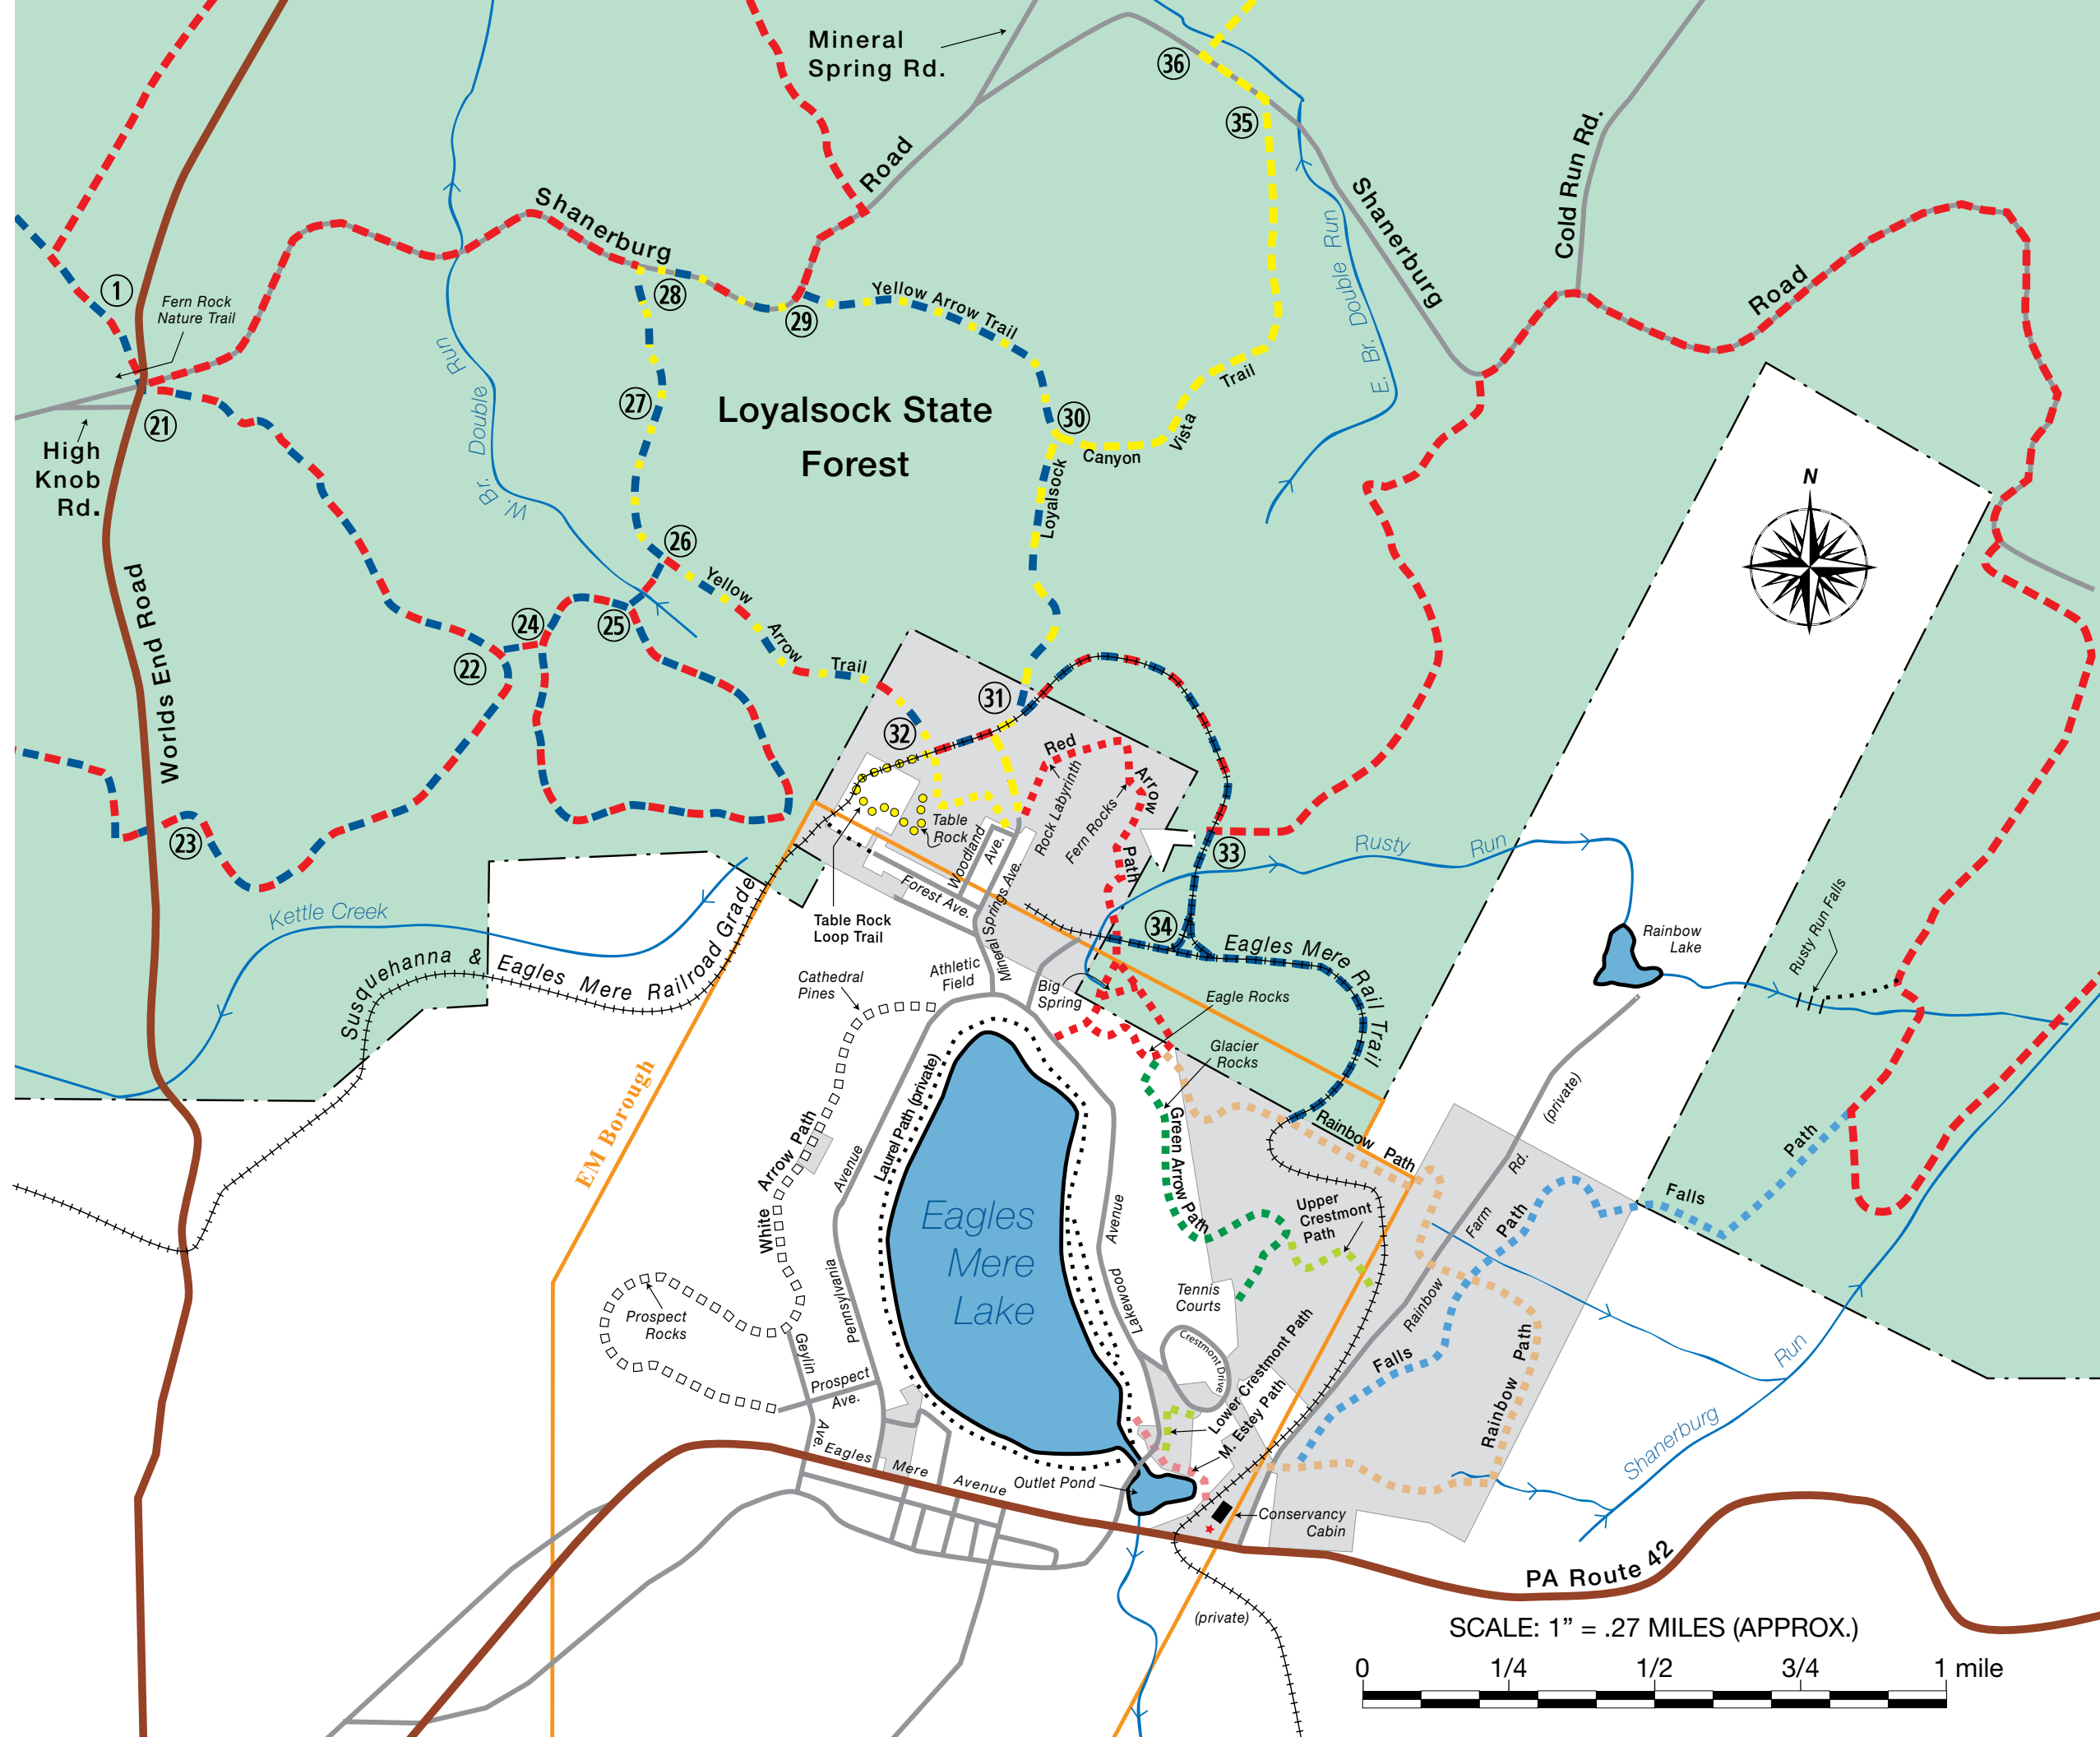 Mineral
Spring Rd.
36
35
Road
Shanerburg
28
29
Yellow Arrow Trail
1
Fern Rock
Nature Trail
21
High
Knob
Rd.
W. Br. Double Run
27
Loyalsock State
Forest
30
Canyon Vista Trail
Loyalsock
E. Br. Double Run
Shanerburg
Cold Run Rd.
Road
N
26
Yellow Arrow Trail
24
25
22
23
Worlds End Road
31
32
Red Arrow Path
Rock Labyrinth
Fern Rocks
33
34
Rusty Run
Table
Rock
Woodland
Ave.
Forest Ave.
Mineral Springs Ave.
Table Rock
Loop Trail
Kettle Creek
Susquehanna & Eagles Mere Railroad Grade
Eagles Mere Rail Trail
Rainbow
Lake
Rusty Run Falls
Cathedral
Pines
Athletic
Field
Big
Spring
Eagle Rocks
Glacier
Rocks
EM Borough
White Arrow Path
Laurel Path (private)
Pennsylvania Avenue
Eagles
Mere
Lake
Lakewood Avenue
Green Arrow Path
Rainbow Path
Upper
Crestmont
Path
Tennis
Courts
Crestmont Drive
Lower Crestmont Path
M. Estey Path
Rainbow Farm Rd.
(private)
Falls Path
Falls Path
Rainbow Path
Shanerburg Run
Prospect
Rocks
Geylin Ave.
Prospect
Ave.
Eagles Mere Avenue
Outlet Pond
Conservancy
Cabin
(private)
PA Route 42
SCALE: 1” = .27 MILES (APPROX.)
0 1/4 1/2 3/4 1 mile